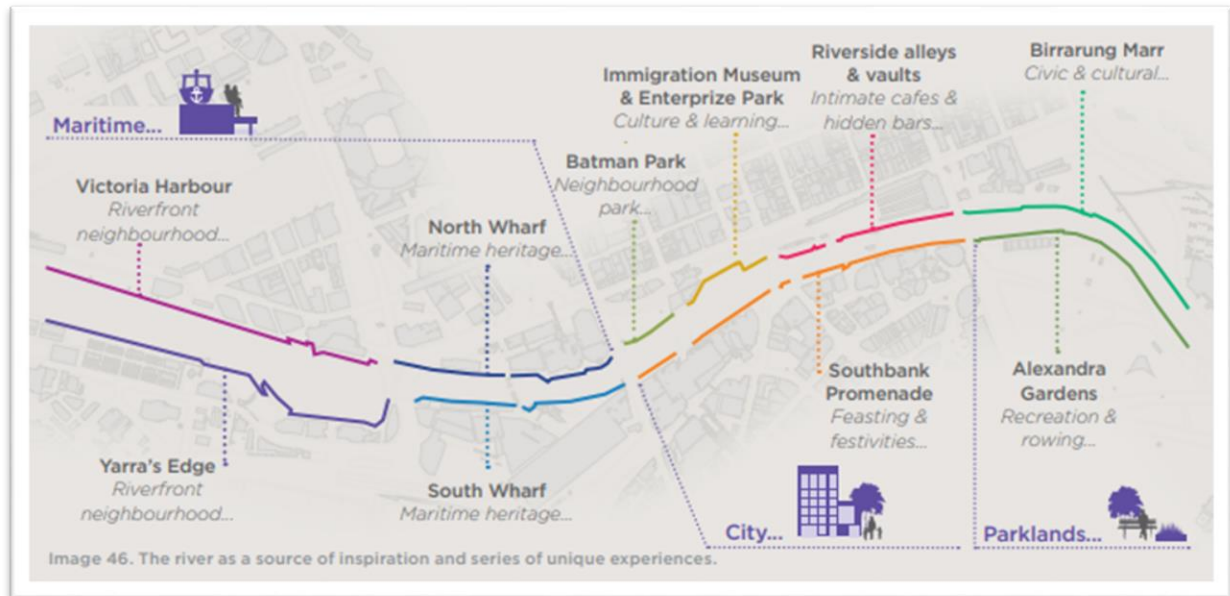 Maritime...
Victoria Harbour
Riverfront
neighbourhood...
North Wharf
Maritime heritage...
Batman Park
Neighbourhood
park...
Immigration Museum
& Enterprize Park
Culture & learning...
Riverside alleys
& vaults
Intimate cafes &
hidden bars...
Birrarung Marr
Civic & cultural...
Yarra's Edge
Riverfront
neighbourhood...
South Wharf
Maritime heritage...
Southbank
Promenade
Feasting &
festivities...
Alexandra
Gardens
Recreation &
rowing...
City...
Parklands...
Image 46. The river as a source of inspiration and series of unique experiences.